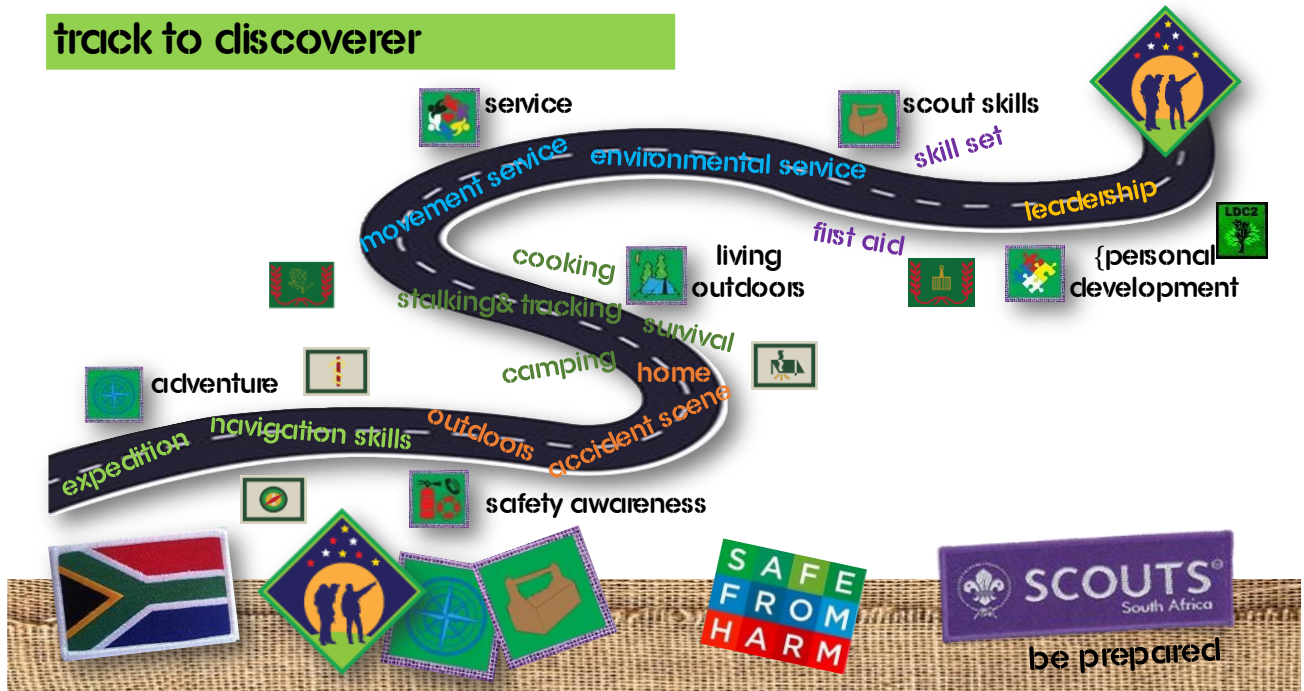 track to discoverer
service
scout skills
skill set
movement service
environmental service
leadership
LDC2
first aid
{personal
development
cooking
living
outdoors
stalking& tracking
survival
camping
home
adventure
accident scene
navigation skills
outdoors
expedition
safety awareness
SAFE
FROM
HARM
SCOUTS®
South Africa
be prepared